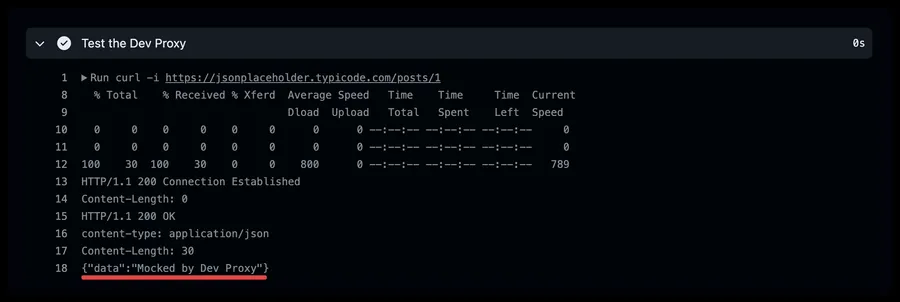 Test the Dev Proxy 0s
1 Run curl -i https://jsonplaceholder.typicode.com/posts/1
8 % Total % Received % Xferd Average Speed Time Time Time Current
9 Dload Upload Total Spent Left Speed
10 0 0 0 0 0 0 0 0 --:--:-- --:--:-- --:--:-- 0
11 0 0 0 0 0 0 0 0 --:--:-- --:--:-- --:--:-- 0
12 100 30 100 30 0 0 800 0 --:--:-- --:--:-- --:--:-- 789
13 HTTP/1.1 200 Connection Established
14 Content-Length: 0
15 HTTP/1.1 200 OK
16 content-type: application/json
17 Content-Length: 30
18 {"data":"Mocked by Dev Proxy"}